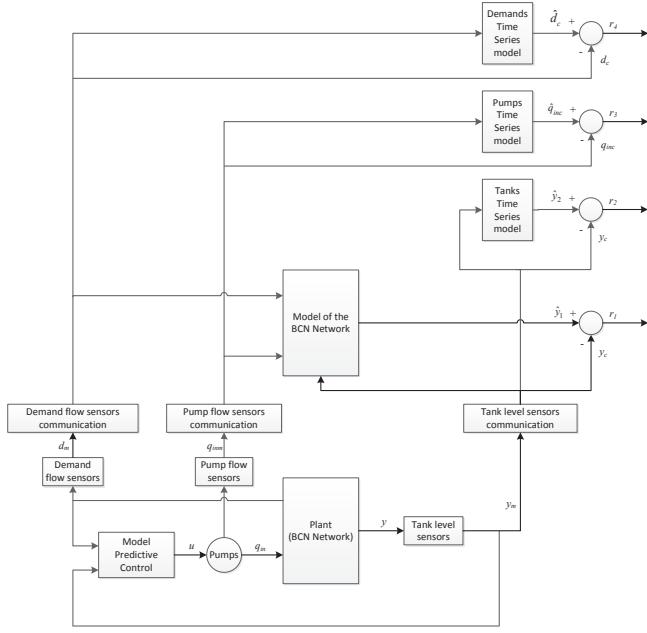 Demands
Time
Series
model
d̂c
+
-
r4
dc
Pumps
Time
Series
model
q̂inc
+
-
r3
qinc
Tanks
Time
Series
model
ŷ2
+
-
r2
yc
Model of the
BCN Network
ŷ1
+
-
r1
yc
Demand flow sensors
communication
Pump flow sensors
communication
Tank level sensors
communication
dm
qinm
Demand
flow sensors
Pump flow
sensors
ym
Model
Predictive
Control
u
Pumps
qin
Plant
(BCN Network)
y
Tank level
sensors